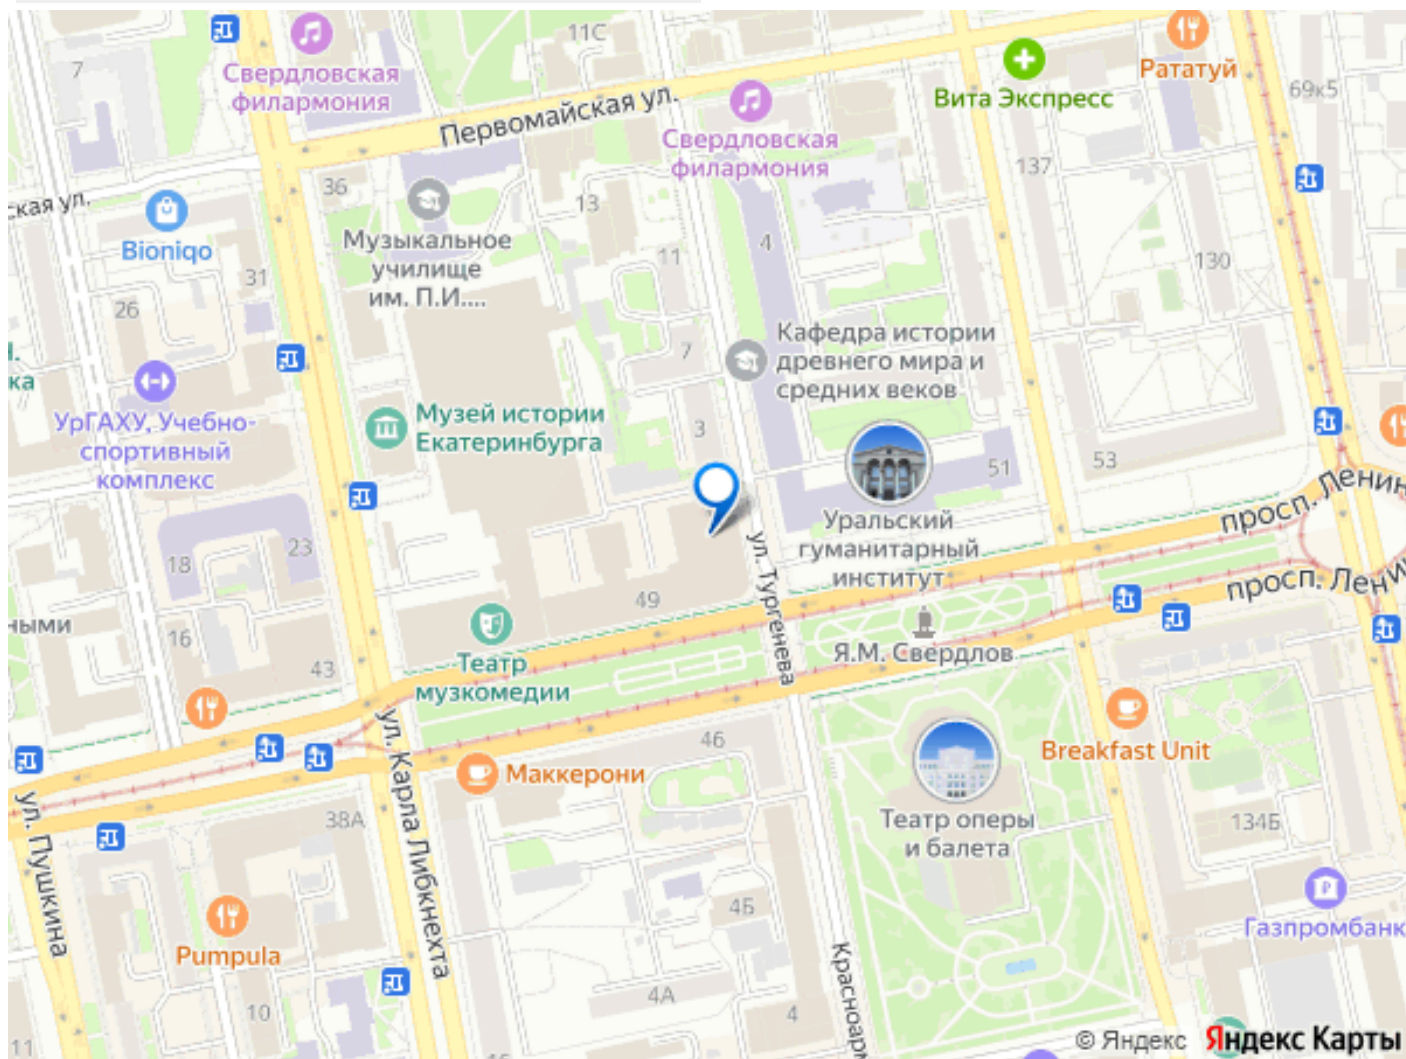 11С
7
Свердловская
филармония
Рататуй
Вита Экспресс
69к5
Первомайская ул.
Свердловская
филармония
137
36
13
ская ул.
Bioniqo
Музыкальное
училище
им. П.И....
4
11
130
31
26
Кафедра истории
древнего мира и
средних веков
7
н.
ка
УрГАХУ, Учебно-
спортивный
комплекс
Музей истории
Екатеринбурга
3
51
53
просп. Ленин
Уральский
гуманитарный
институт
ул. Тургенева
18
23
просп. Лени
49
16
ными
43
Театр
музкомедии
Я.М. Свердлов
ул. Карла Либкнехта
46
Breakfast Unit
Маккерони
ул. Пушкина
38А
Театр оперы
и балета
134Б
4Б
Газпромбанк
Pumpula
Красноарм
4А
10
4
11
© Яндекс Яндекс Карты